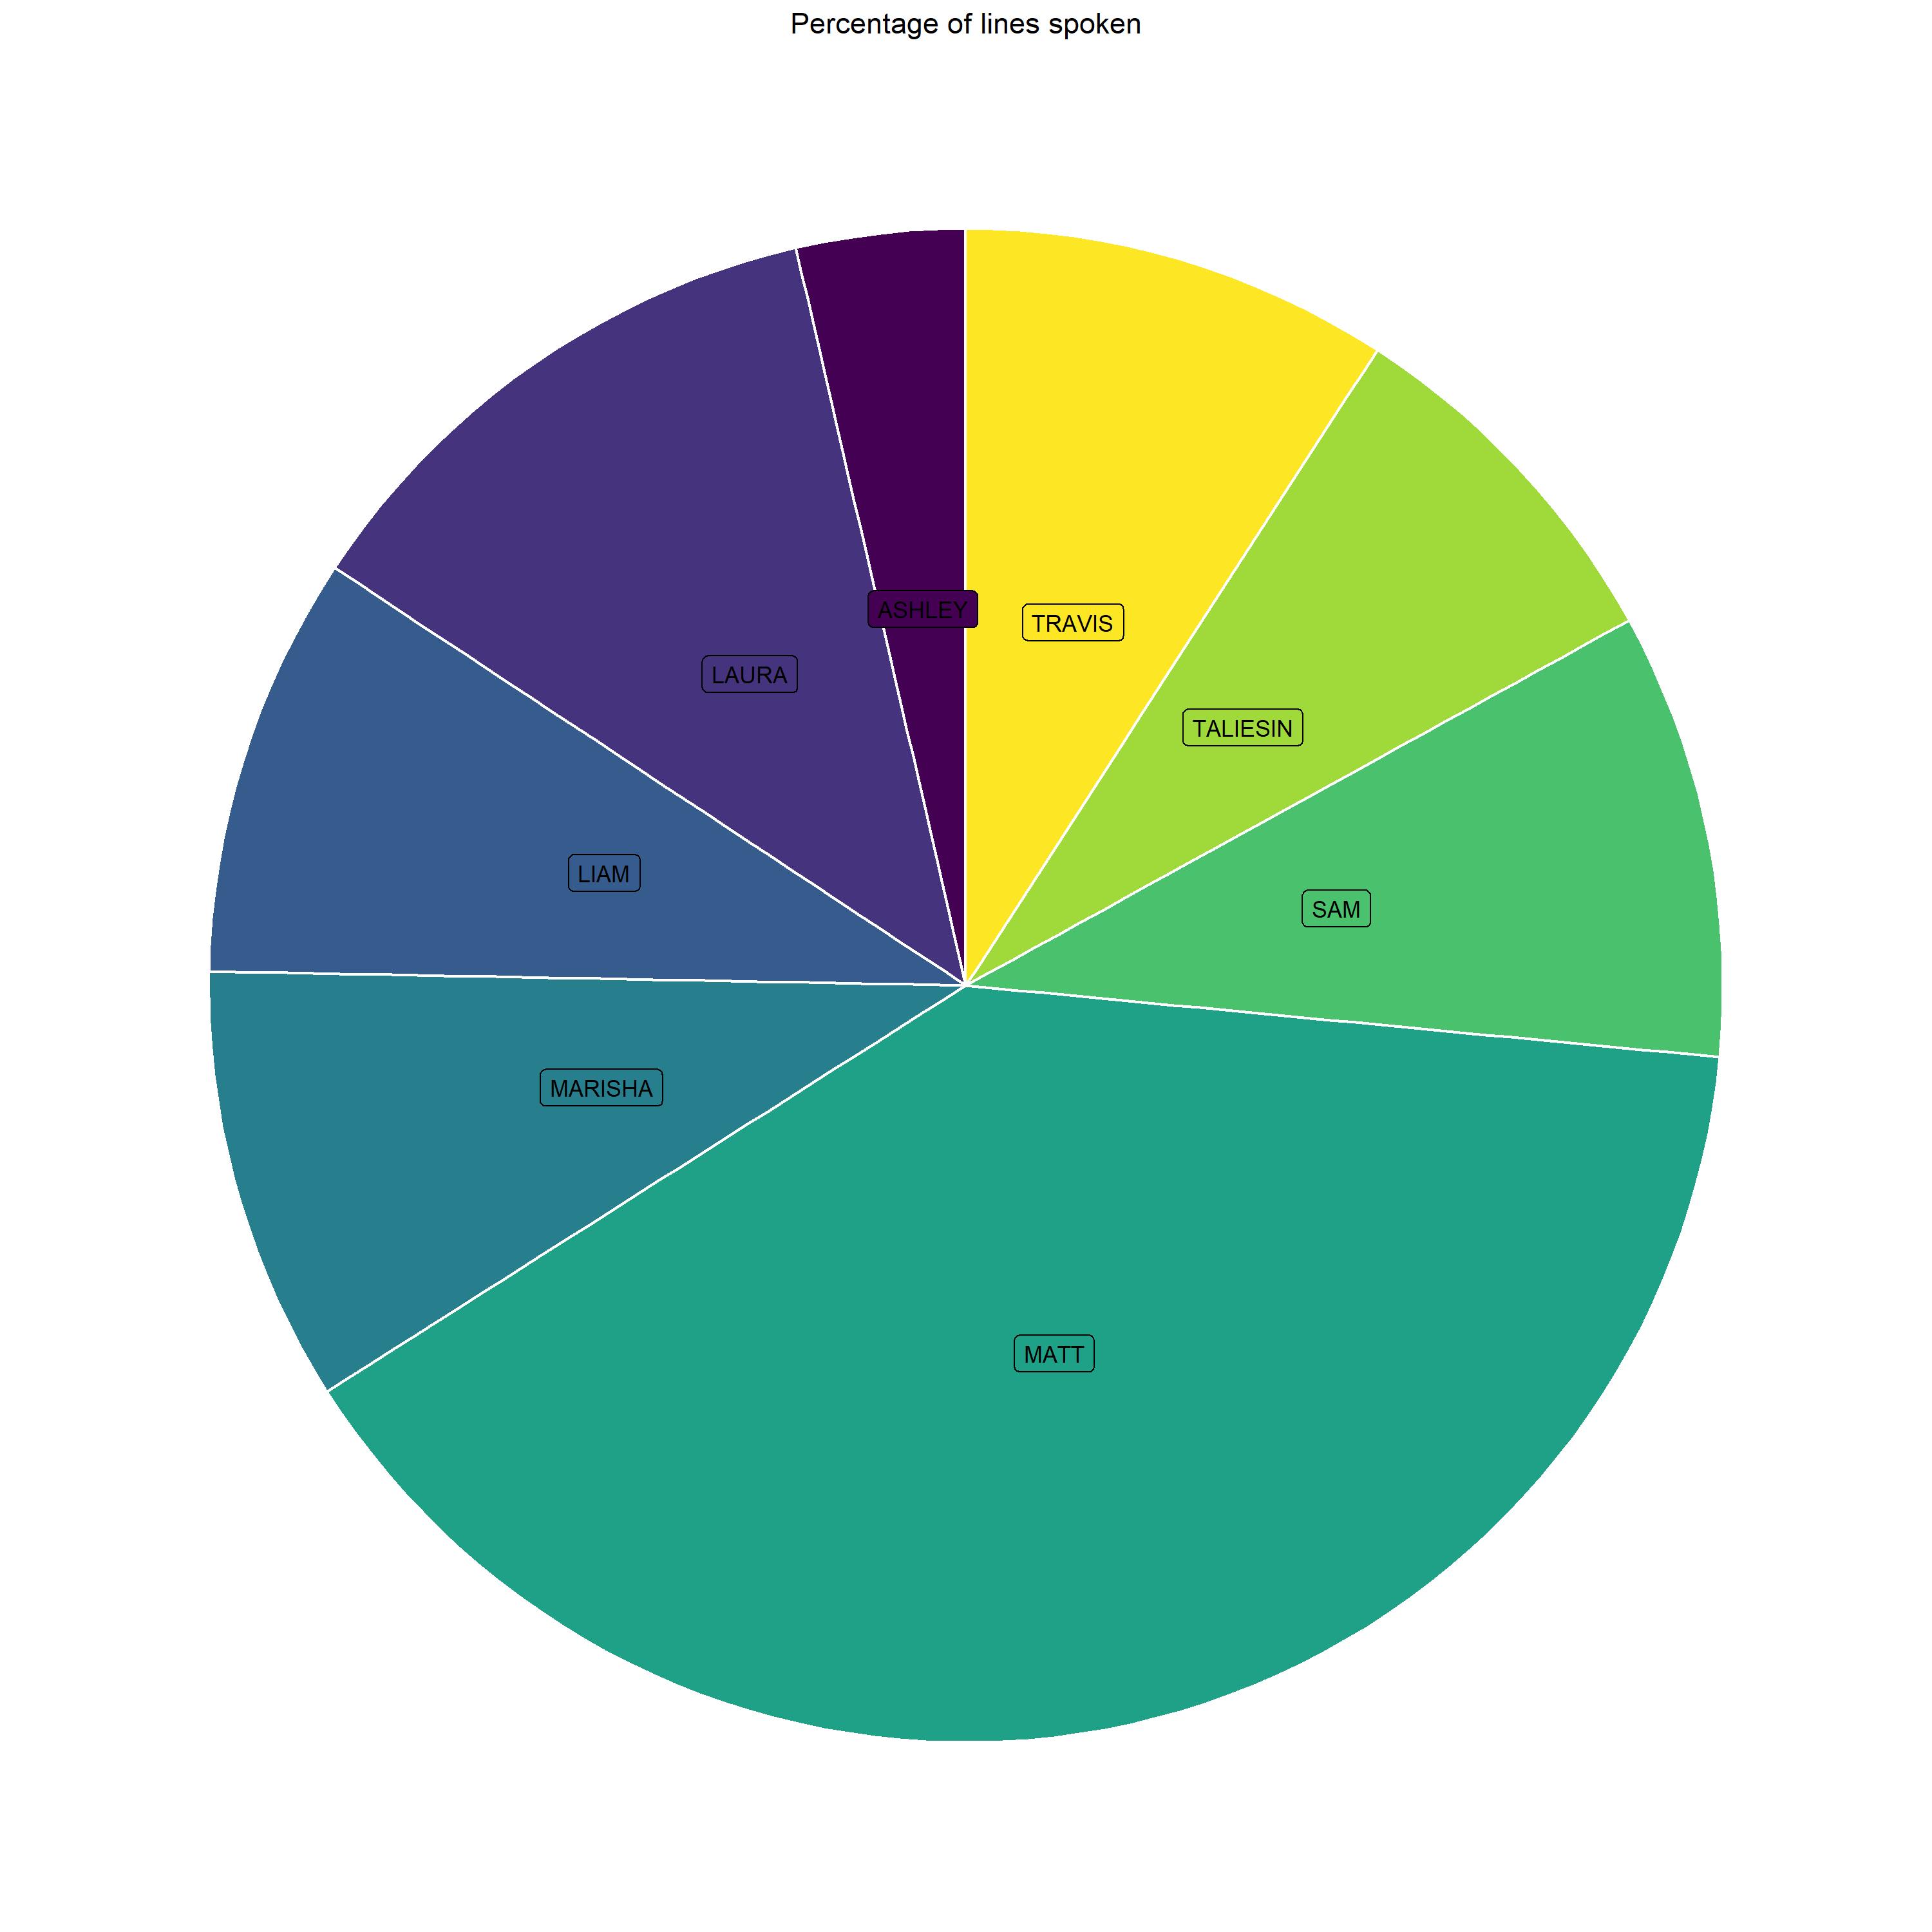 Percentage of lines spoken
ASHLEY
TRAVIS
LAURA
TALIESIN
LIAM
SAM
MARISHA
MATT